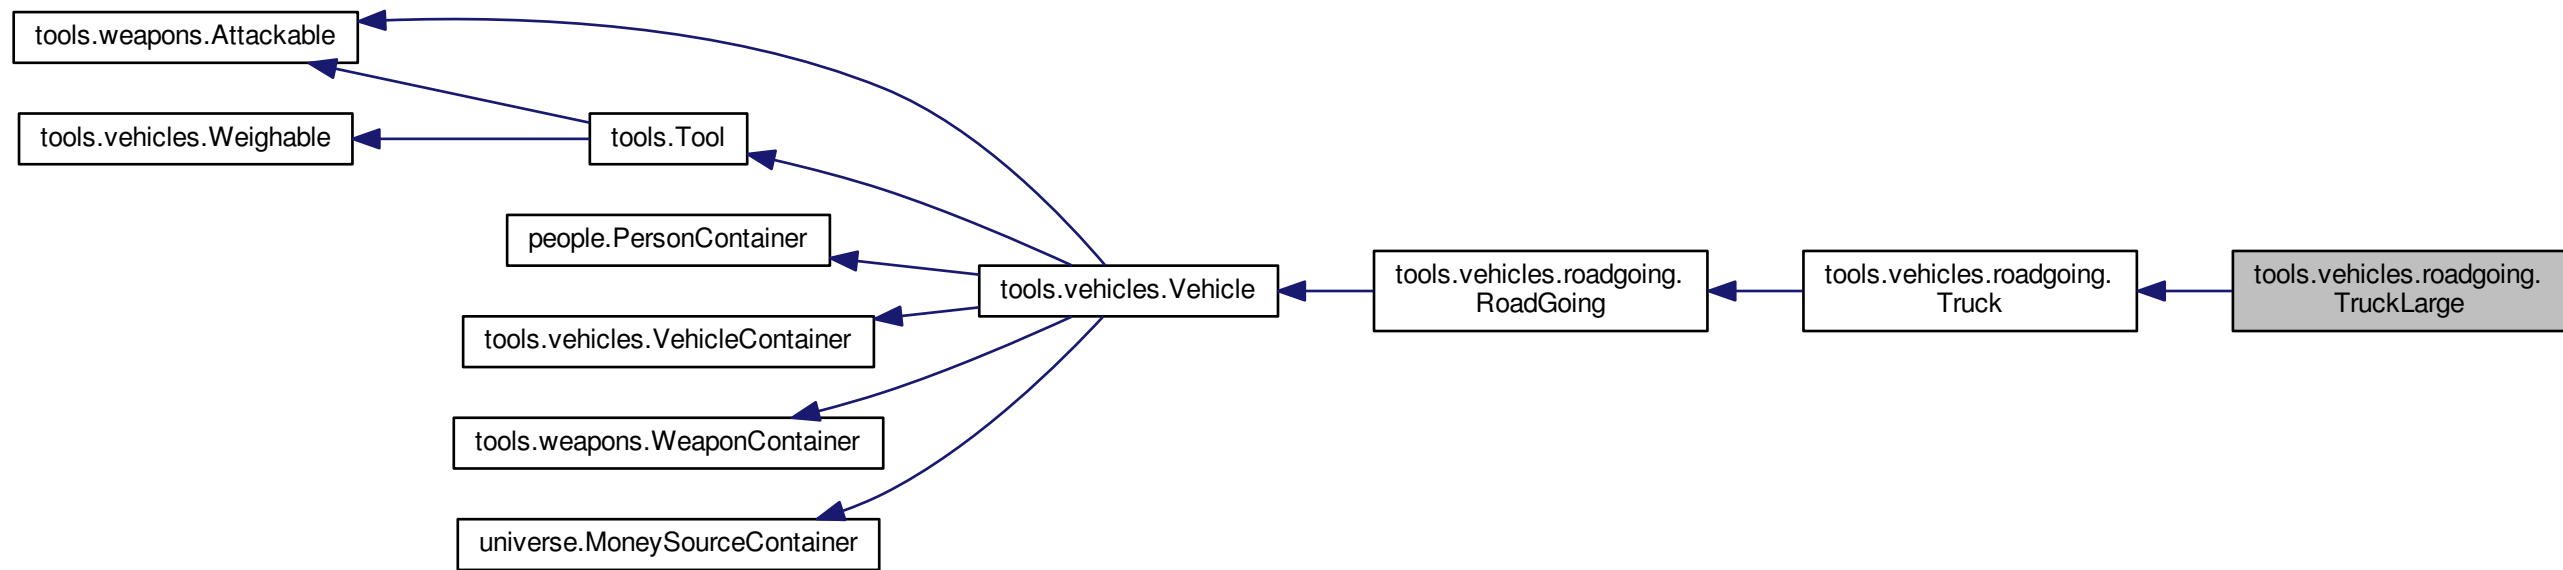 tools.weapons.Attackable
tools.vehicles.Weighable
tools.Tool
people.PersonContainer
tools.vehicles.VehicleContainer
tools.weapons.WeaponContainer
universe.MoneySourceContainer
tools.vehicles.Vehicle
tools.vehicles.roadgoing.
RoadGoing
tools.vehicles.roadgoing.
Truck
tools.vehicles.roadgoing.
TruckLarge